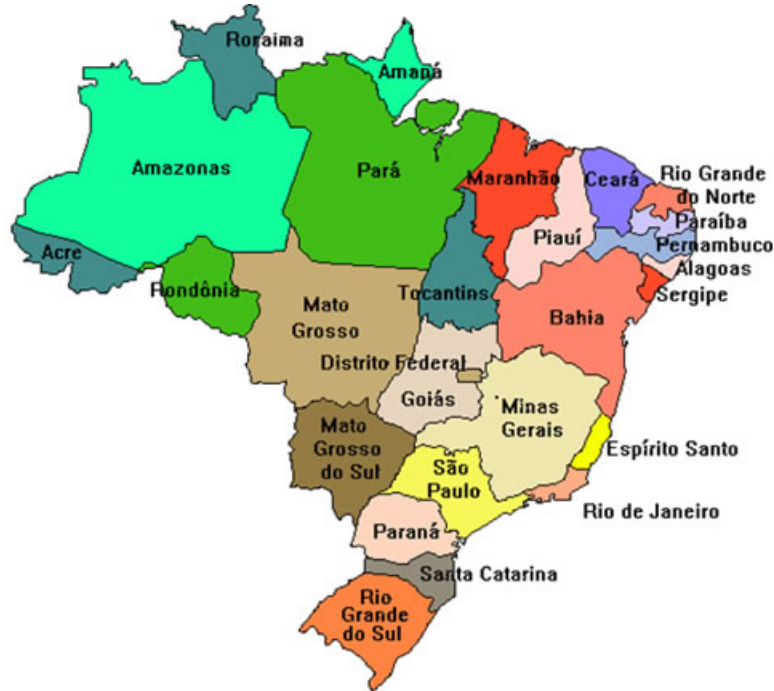 Roraima
Amapá
Amazonas
Pará
Maranhão
Ceará
Rio Grande
do Norte
Paraíba
Piauí
Pernambuco
Acre
Alagoas
Rondônia
Tocantins
Sergipe
Mato
Grosso
Bahia
Distrito Federal
Goiás
Minas
Gerais
Mato
Grosso
do Sul
Espírito Santo
São
Paulo
Rio de Janeiro
Paraná
Santa Catarina
Rio
Grande
do Sul